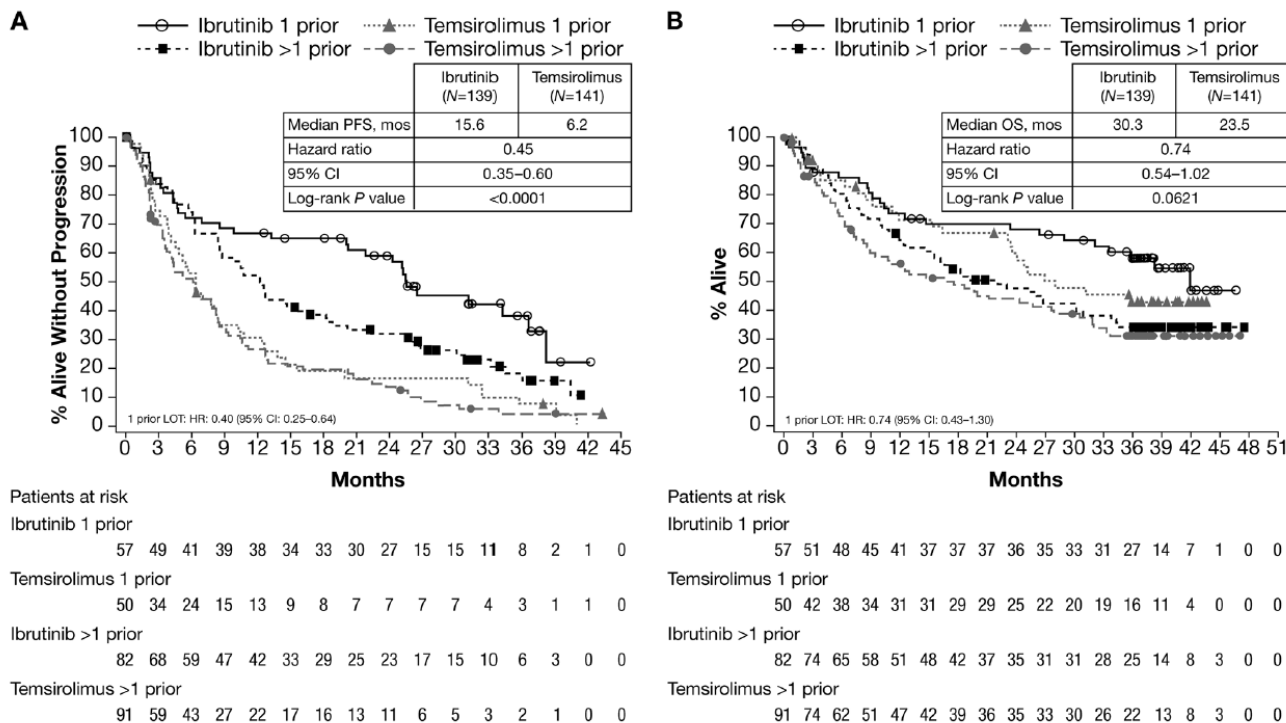 A
Ibrutinib 1 prior
Temsirolimus 1 prior
Ibrutinib >1 prior
Temsirolimus >1 prior
Ibrutinib (N=139)
Temsirolimus (N=141)
Median PFS, mos 15.6 6.2
Hazard ratio 0.45
95% CI 0.35–0.60
Log-rank P value <0.0001
% Alive Without Progression
100
90
80
70
60
50
40
30
20
10
0
1 prior LOT: HR: 0.40 (95% CI: 0.25–0.64)
0 3 6 9 12 15 18 21 24 27 30 33 36 39 42 45
Months
Patients at risk
Ibrutinib 1 prior
57 49 41 39 38 34 33 30 27 15 15 11 8 2 1 0
Temsirolimus 1 prior
50 34 24 15 13 9 8 7 7 7 7 4 3 1 1 0
Ibrutinib >1 prior
82 68 59 47 42 33 29 25 23 17 15 10 6 3 0 0
Temsirolimus >1 prior
91 59 43 27 22 17 16 13 11 6 5 3 2 1 0 0
B
Ibrutinib 1 prior
Temsirolimus 1 prior
Ibrutinib >1 prior
Temsirolimus >1 prior
Ibrutinib (N=139)
Temsirolimus (N=141)
Median OS, mos 30.3 23.5
Hazard ratio 0.74
95% CI 0.54–1.02
Log-rank P value 0.0621
% Alive
100
90
80
70
60
50
40
30
20
10
0
1 prior LOT: HR: 0.74 (95% CI: 0.43–1.30)
0 3 6 9 12 15 18 21 24 27 30 33 36 39 42 45 48 51
Months
Patients at risk
Ibrutinib 1 prior
57 51 48 45 41 37 37 37 36 35 33 31 27 14 7 1 0 0
Temsirolimus 1 prior
50 42 38 34 31 31 29 29 25 22 20 19 16 11 4 0 0 0
Ibrutinib >1 prior
82 74 65 58 51 48 42 37 35 31 31 28 25 14 8 3 0 0
Temsirolimus >1 prior
91 74 62 51 47 42 39 36 35 33 30 26 22 13 8 3 0 0